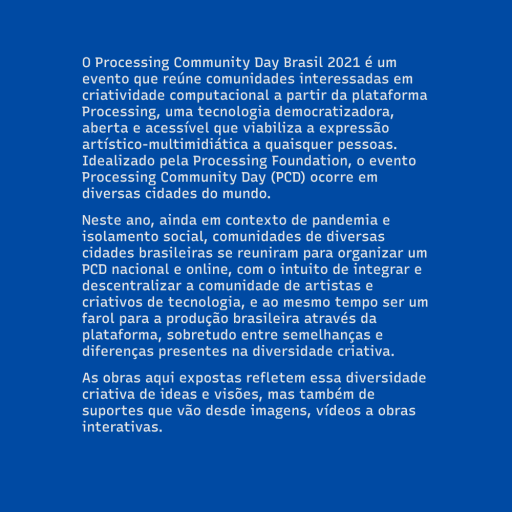 O Processing Community Day Brasil 2021 é um
evento que reúne comunidades interessadas em
criatividade computacional a partir da plataforma
Processing, uma tecnologia democratizadora,
aberta e acessível que viabiliza a expressão
artístico-multimidiática a quaisquer pessoas.
Idealizado pela Processing Foundation, o evento
Processing Community Day (PCD) ocorre em
diversas cidades do mundo.
Neste ano, ainda em contexto de pandemia e
isolamento social, comunidades de diversas
cidades brasileiras se reuniram para organizar um
PCD nacional e online, com o intuito de integrar e
descentralizar a comunidade de artistas e
criativos de tecnologia, e ao mesmo tempo ser um
farol para a produção brasileira através da
plataforma, sobretudo entre semelhanças e
diferenças presentes na diversidade criativa.
As obras aqui expostas refletem essa diversidade
criativa de ideas e visões, mas também de
suportes que vão desde imagens, vídeos a obras
interativas.